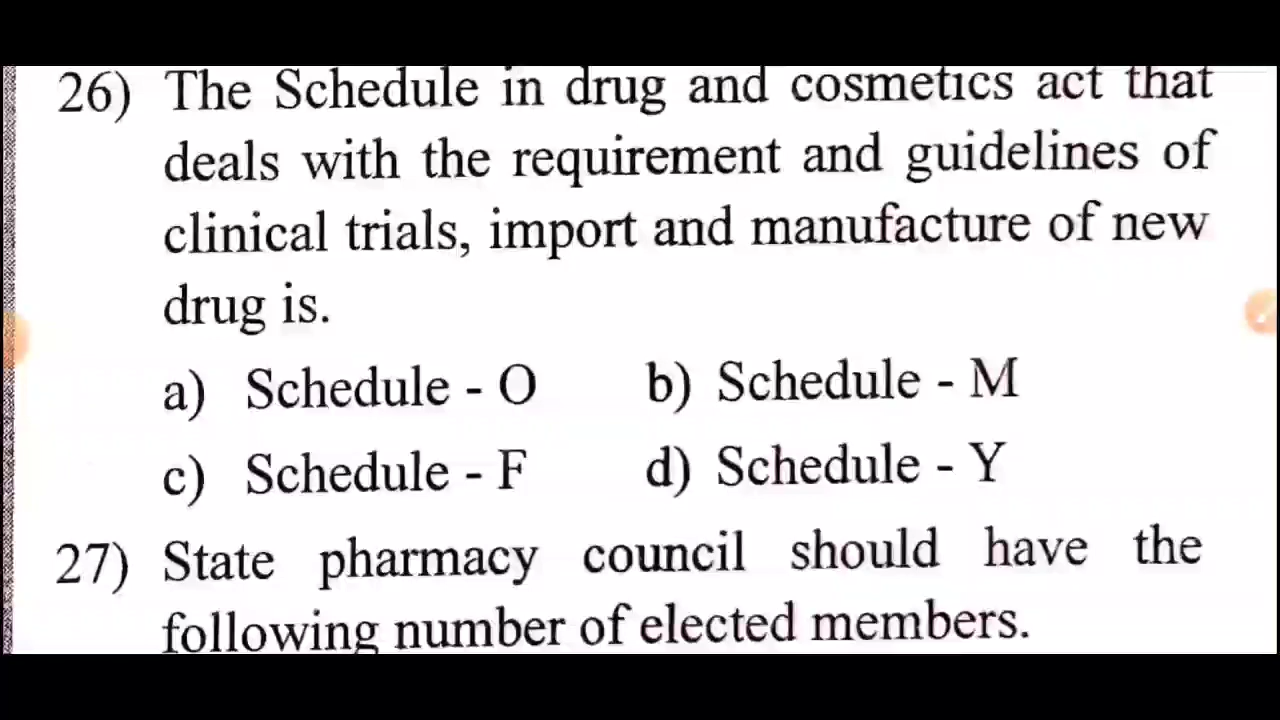 26) The Schedule in drug and cosmetics act that
deals with the requirement and guidelines of
clinical trials, import and manufacture of new
drug is.
a) Schedule - O b) Schedule - M
c) Schedule - F d) Schedule - Y
27) State pharmacy council should have the
following number of elected members.